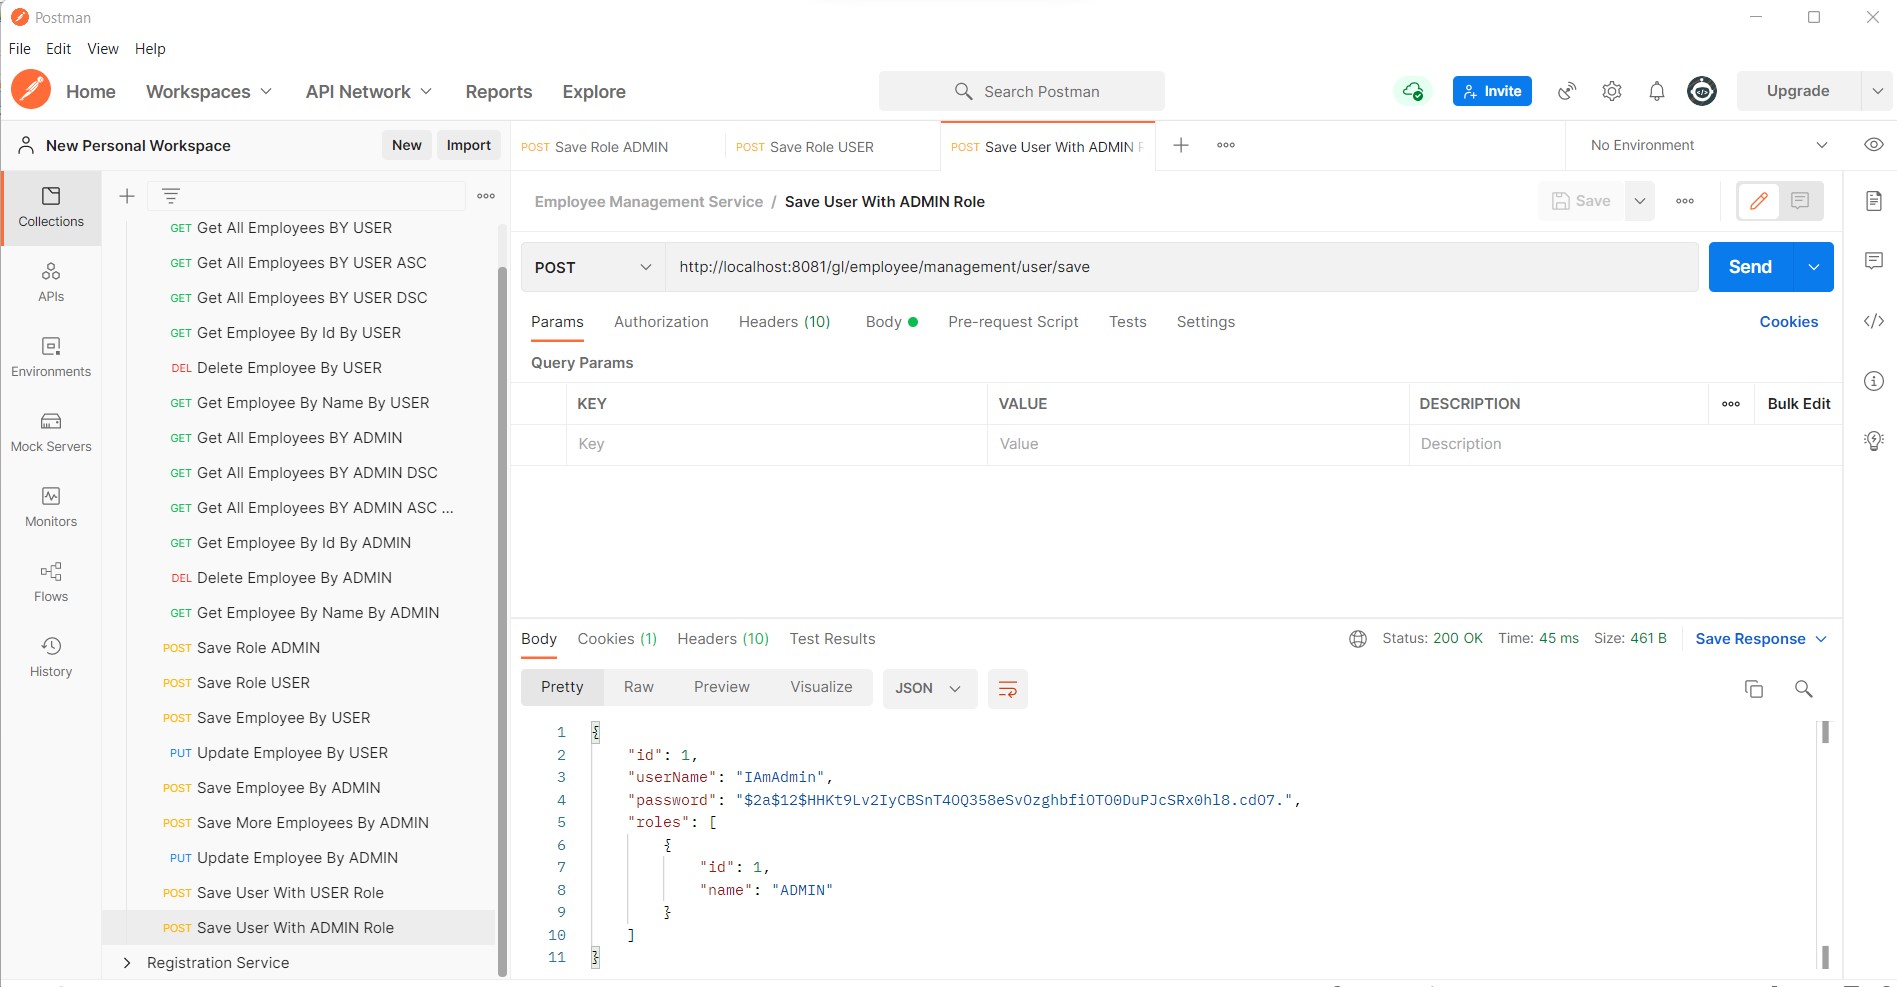 Postman
File Edit View Help
Home Workspaces API Network Reports Explore Search Postman Invite Upgrade
New Personal Workspace New Import
POST Save Role ADMIN POST Save Role USER POST Save User With ADMIN R No Environment
Collections
APIs
Environments
Mock Servers
Monitors
Flows
History
GET Get All Employees BY USER
GET Get All Employees BY USER ASC
GET Get All Employees BY USER DSC
GET Get Employee By Id By USER
DEL Delete Employee By USER
GET Get Employee By Name By USER
GET Get All Employees BY ADMIN
GET Get All Employees BY ADMIN DSC
GET Get All Employees BY ADMIN ASC ...
GET Get Employee By Id By ADMIN
DEL Delete Employee By ADMIN
GET Get Employee By Name By ADMIN
POST Save Role ADMIN
POST Save Role USER
POST Save Employee By USER
PUT Update Employee By USER
POST Save Employee By ADMIN
POST Save More Employees By ADMIN
PUT Update Employee By ADMIN
POST Save User With USER Role
POST Save User With ADMIN Role
Registration Service
Employee Management Service / Save User With ADMIN Role Save
POST http://localhost:8081/gl/employee/management/user/save Send
Params Authorization Headers (10) Body Pre-request Script Tests Settings Cookies
Query Params
KEY VALUE DESCRIPTION Bulk Edit
Key Value Description
Body Cookies (1) Headers (10) Test Results Status: 200 OK Time: 45 ms Size: 461 B Save Response
Pretty Raw Preview Visualize JSON
1 {
2 "id": 1,
3 "userName": "IAmAdmin",
4 "password": "$2a$12$HHKt9Lv2IyCBSnT4OQ358eSvOzghbfiOTO0DuPJcSRx0hl8.cdO7.",
5 "roles": [
6 {
7 "id": 1,
8 "name": "ADMIN"
9 }
10 ]
11 }